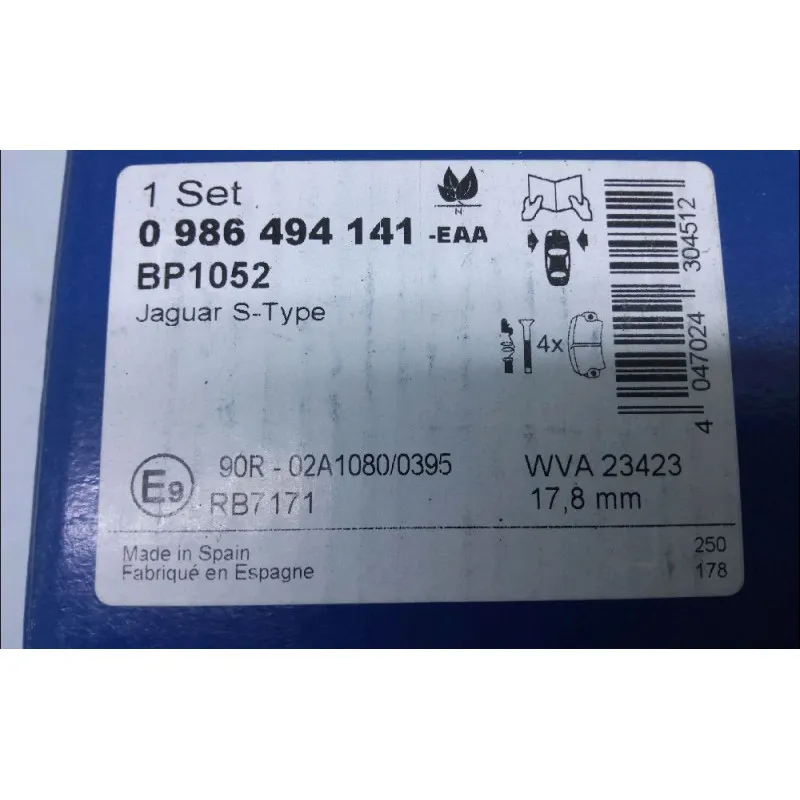 1 Set
N
0 986 494 141 -EAA
BP1052
Jaguar S-Type
4x
4 047024 304512
E9
90R - 02A1080/0395
RB7171
WVA 23423
17,8 mm
Made in Spain
Fabriqué en Espagne
250
178